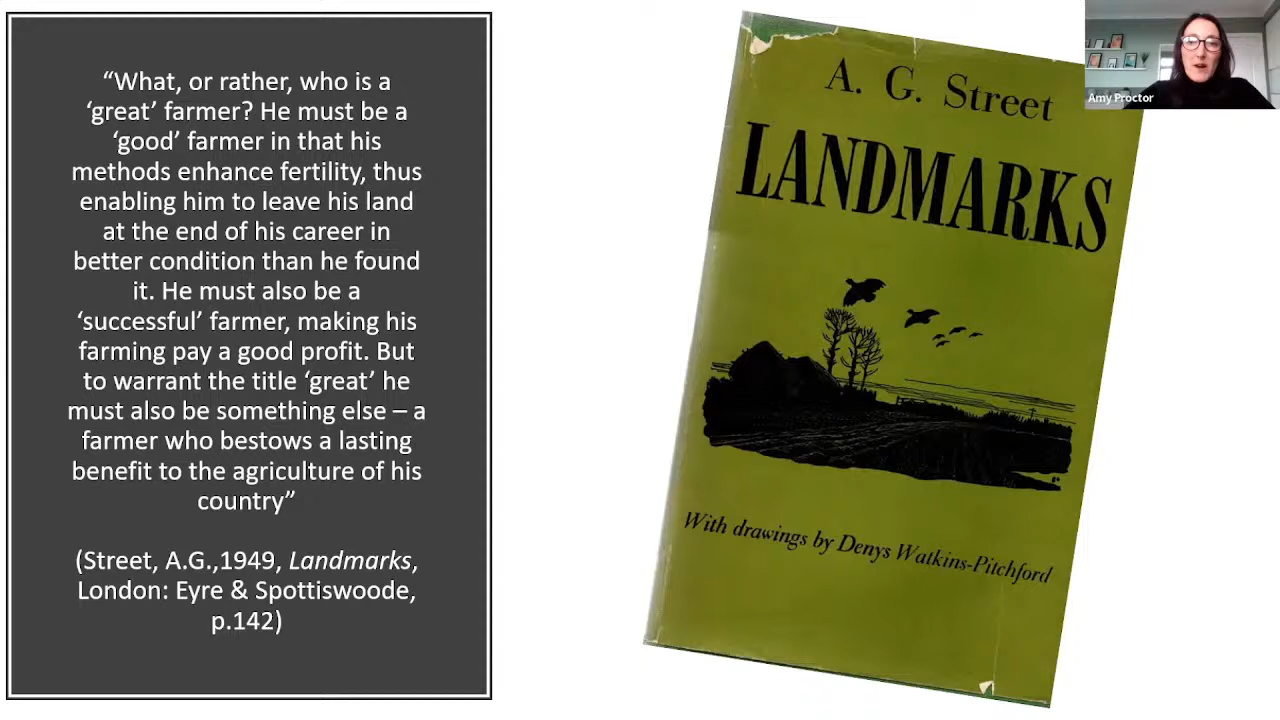 “What, or rather, who is a
‘great’ farmer? He must be a
‘good’ farmer in that his
methods enhance fertility, thus
enabling him to leave his land
at the end of his career in
better condition than he found
it. He must also be a
‘successful’ farmer, making his
farming pay a good profit. But
to warrant the title ‘great’ he
must also be something else – a
farmer who bestows a lasting
benefit to the agriculture of his
country”
(Street, A.G.,1949, Landmarks,
London: Eyre & Spottiswoode,
p.142)
A. G. Street
LANDMARKS
With drawings by Denys Watkins-Pitchford
Amy Proctor